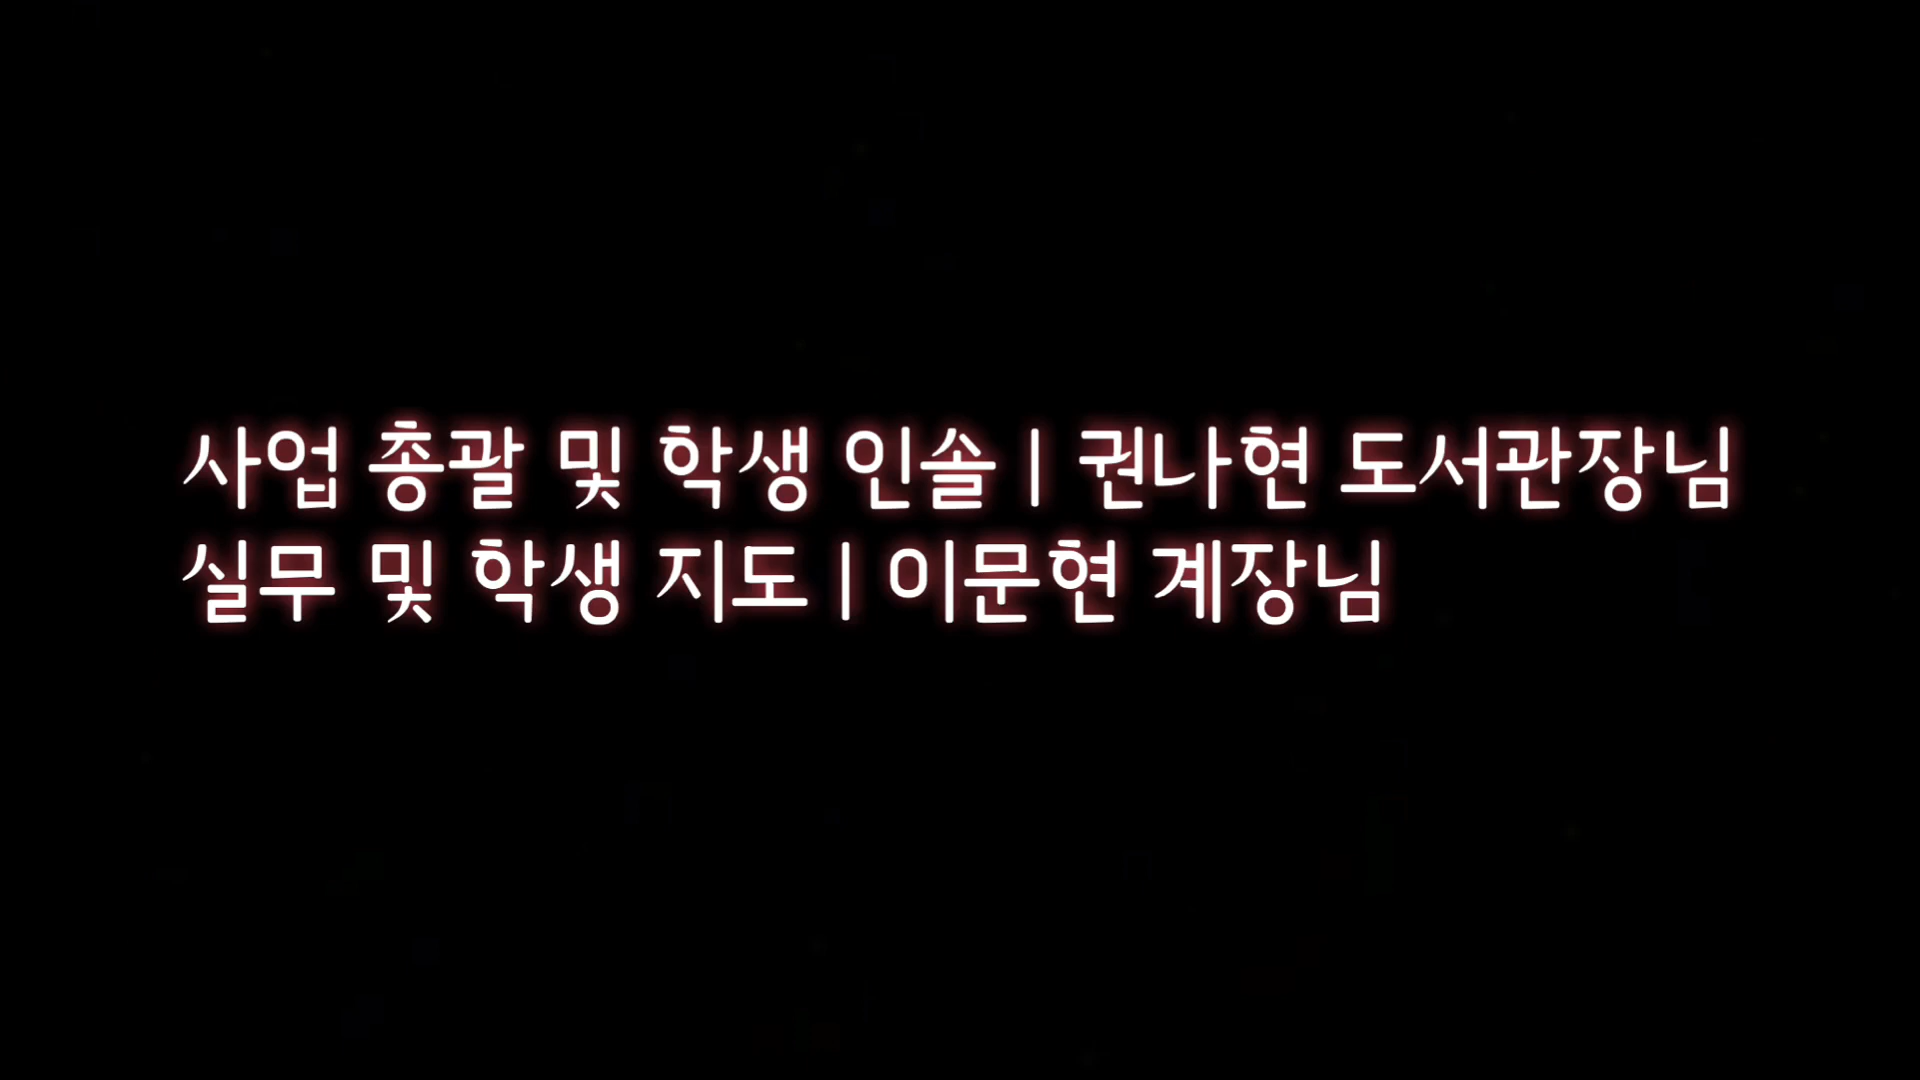 사업 총괄 및 학생 인솔 | 권나현 도서관장님
실무 및 학생 지도 | 이문현 계장님